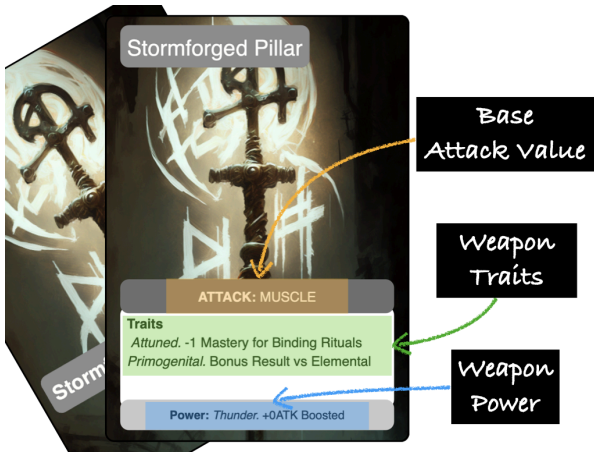 Stormforged Pillar
Base
Attack Value
ATTACK: MUSCLE
Weapon
Traits
Traits
Attuned. -1 Mastery for Binding Rituals
Primogenital. Bonus Result vs Elemental
Weapon
Power
Power: Thunder. +0ATK Boosted